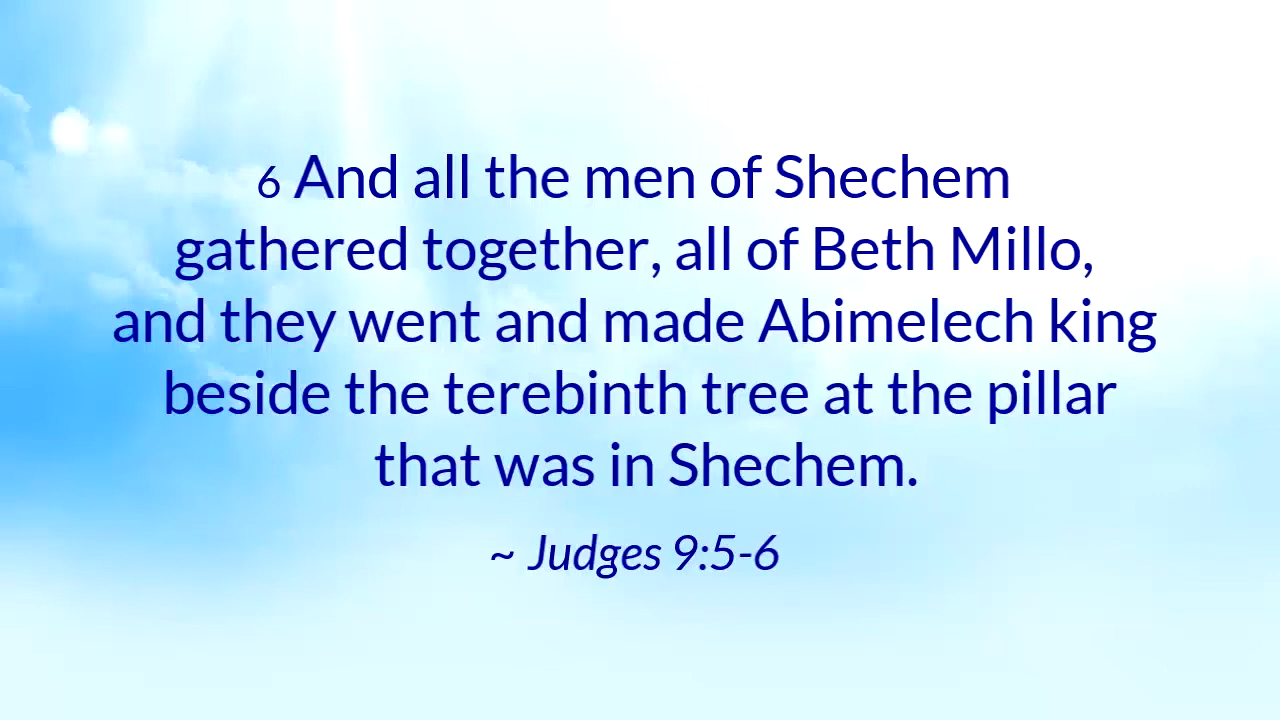 6 And all the men of Shechem
gathered together, all of Beth Millo,
and they went and made Abimelech king
beside the terebinth tree at the pillar
that was in Shechem.
~ Judges 9:5-6